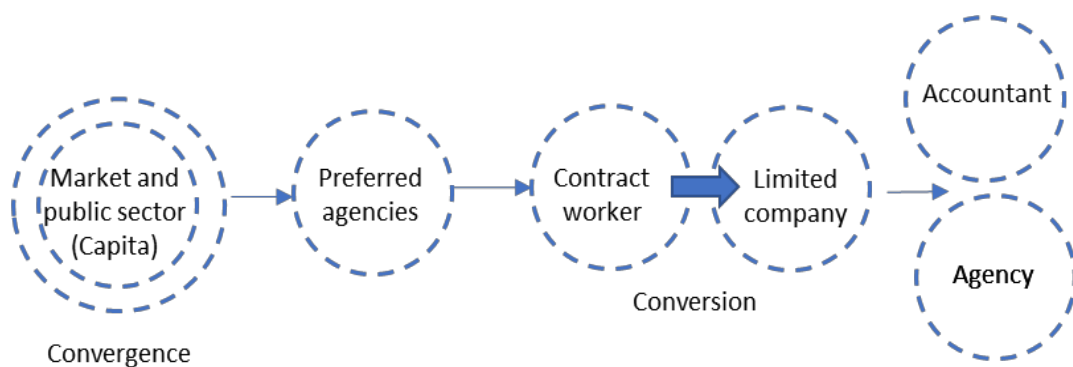 Market and
public sector
(Capita)
Convergence
Preferred
agencies
Contract
worker
Limited
company
Conversion
Accountant
Agency